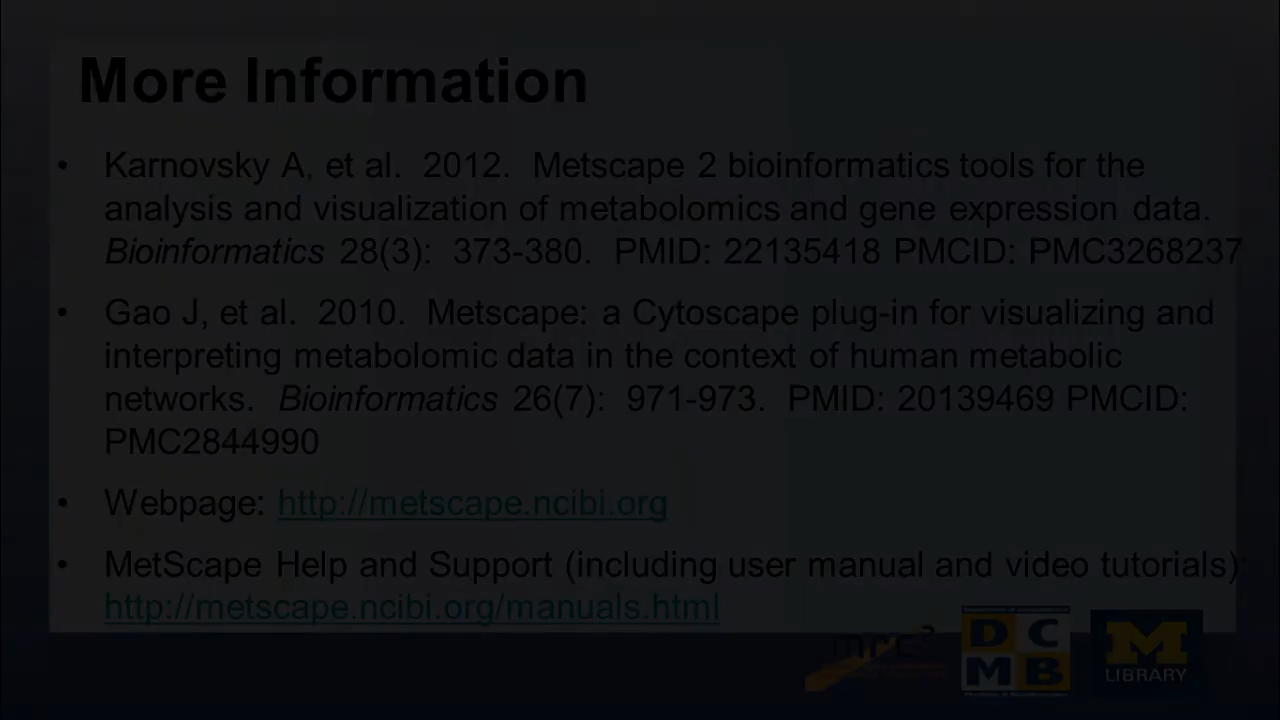 More Information
• Karnovsky A, et al.  2012.  Metscape 2 bioinformatics tools for the
analysis and visualization of metabolomics and gene expression data.
Bioinformatics 28(3):  373-380.  PMID: 22135418 PMCID: PMC3268237
• Gao J, et al.  2010.  Metscape: a Cytoscape plug-in for visualizing and
interpreting metabolomic data in the context of human metabolic
networks.  Bioinformatics 26(7):  971-973.  PMID: 20139469 PMCID:
PMC2844990
• Webpage: http://metscape.ncibi.org
• MetScape Help and Support (including user manual and video tutorials):
http://metscape.ncibi.org/manuals.html
mrc²
D C
M B
M
LIBRARY